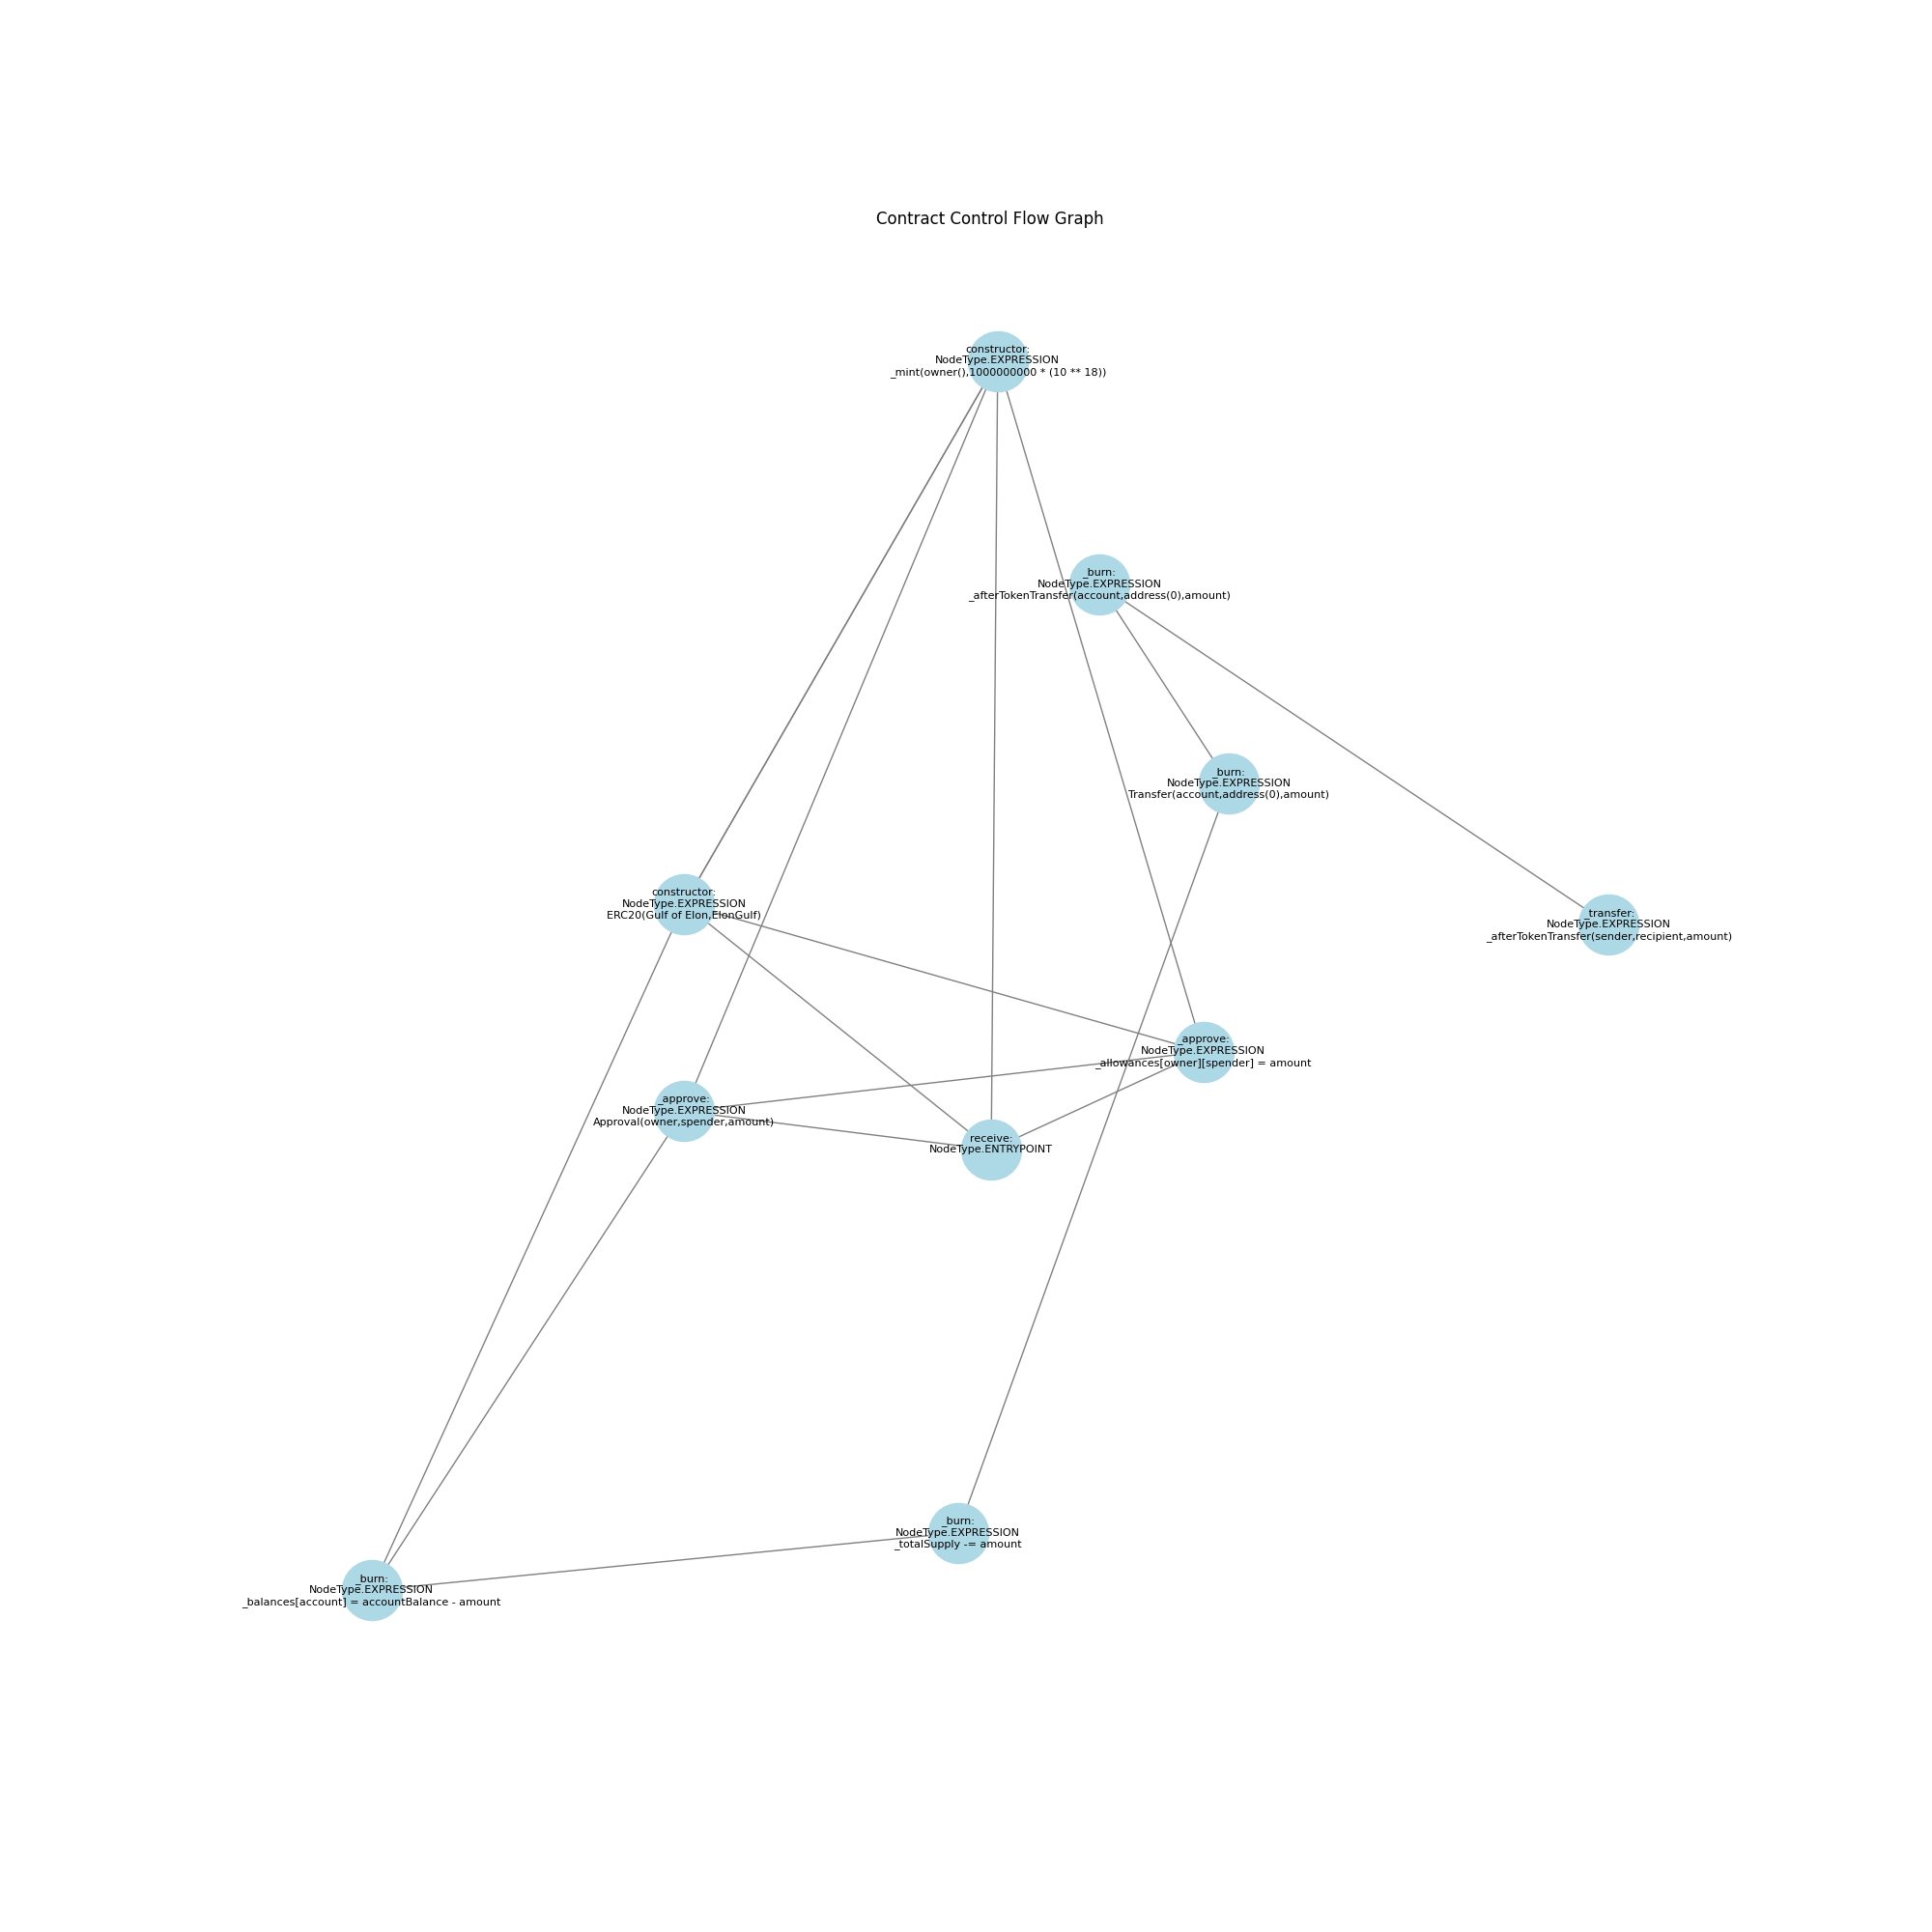 Contract Control Flow Graph
constructor:
NodeType.EXPRESSION
_mint(owner(),1000000000 * (10 ** 18))
_burn:
NodeType.EXPRESSION
_afterTokenTransfer(account,address(0),amount)
_burn:
NodeType.EXPRESSION
Transfer(account,address(0),amount)
constructor:
NodeType.EXPRESSION
ERC20(Gulf of Elon,ElonGulf)
_transfer:
NodeType.EXPRESSION
_afterTokenTransfer(sender,recipient,amount)
_approve:
NodeType.EXPRESSION
_allowances[owner][spender] = amount
_approve:
NodeType.EXPRESSION
Approval(owner,spender,amount)
receive:
NodeType.ENTRYPOINT
_burn:
NodeType.EXPRESSION
_totalSupply -= amount
_burn:
NodeType.EXPRESSION
_balances[account] = accountBalance - amount